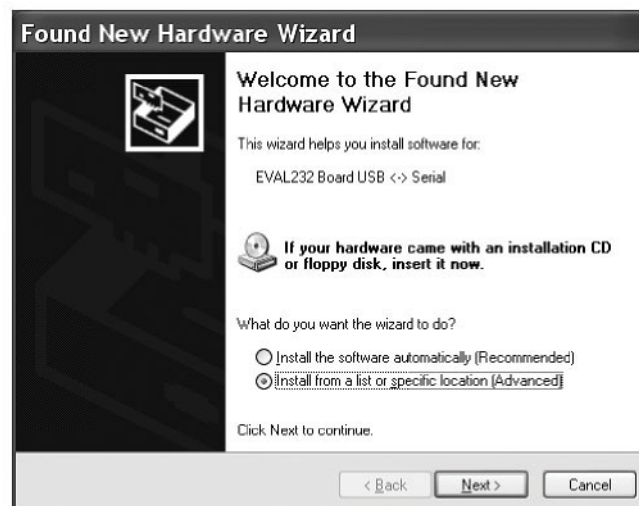 Found New Hardware Wizard
Welcome to the Found New
Hardware Wizard
This wizard helps you install software for:
EVAL232 Board USB <-> Serial
If your hardware came with an installation CD
or floppy disk, insert it now.
What do you want the wizard to do?
Install the software automatically (Recommended)
Install from a list or specific location (Advanced)
Click Next to continue.
< Back
Next >
Cancel